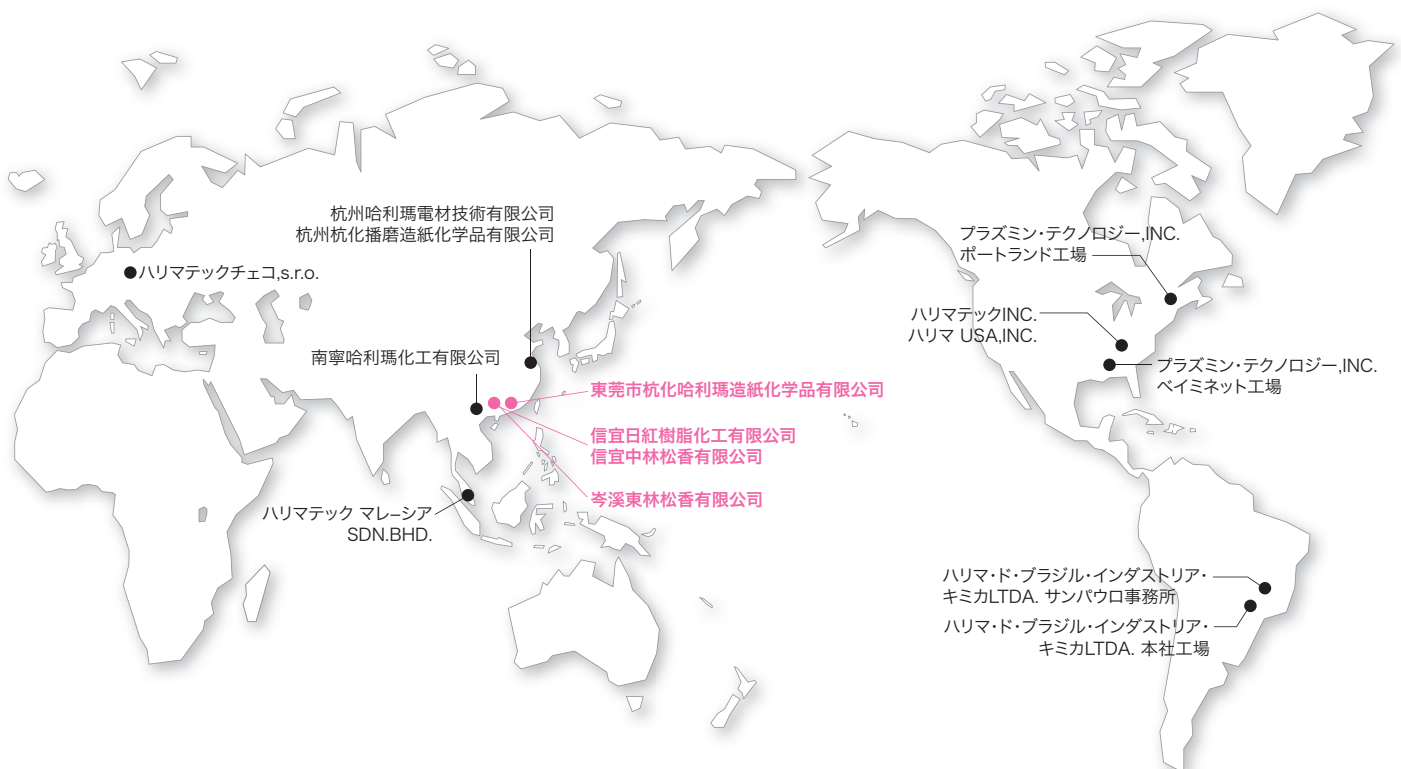 杭州哈利瑪電材技術有限公司
杭州杭化播磨造紙化学品有限公司
ハリマテックチェコ,s.r.o.
南寧哈利瑪化工有限公司
東莞市杭化哈利瑪造紙化学品有限公司
信宜日紅樹脂化工有限公司
信宜中林松香有限公司
岑溪東林松香有限公司
ハリマテック マレーシア
SDN.BHD.
プラズミン・テクノロジー,INC.
ポートランド工場
ハリマテックINC.
ハリマ USA,INC.
プラズミン・テクノロジー,INC.
ベイミネット工場
ハリマ・ド・ブラジル・インダストリア・
キミカLTDA. サンパウロ事務所
ハリマ・ド・ブラジル・インダストリア・
キミカLTDA. 本社工場